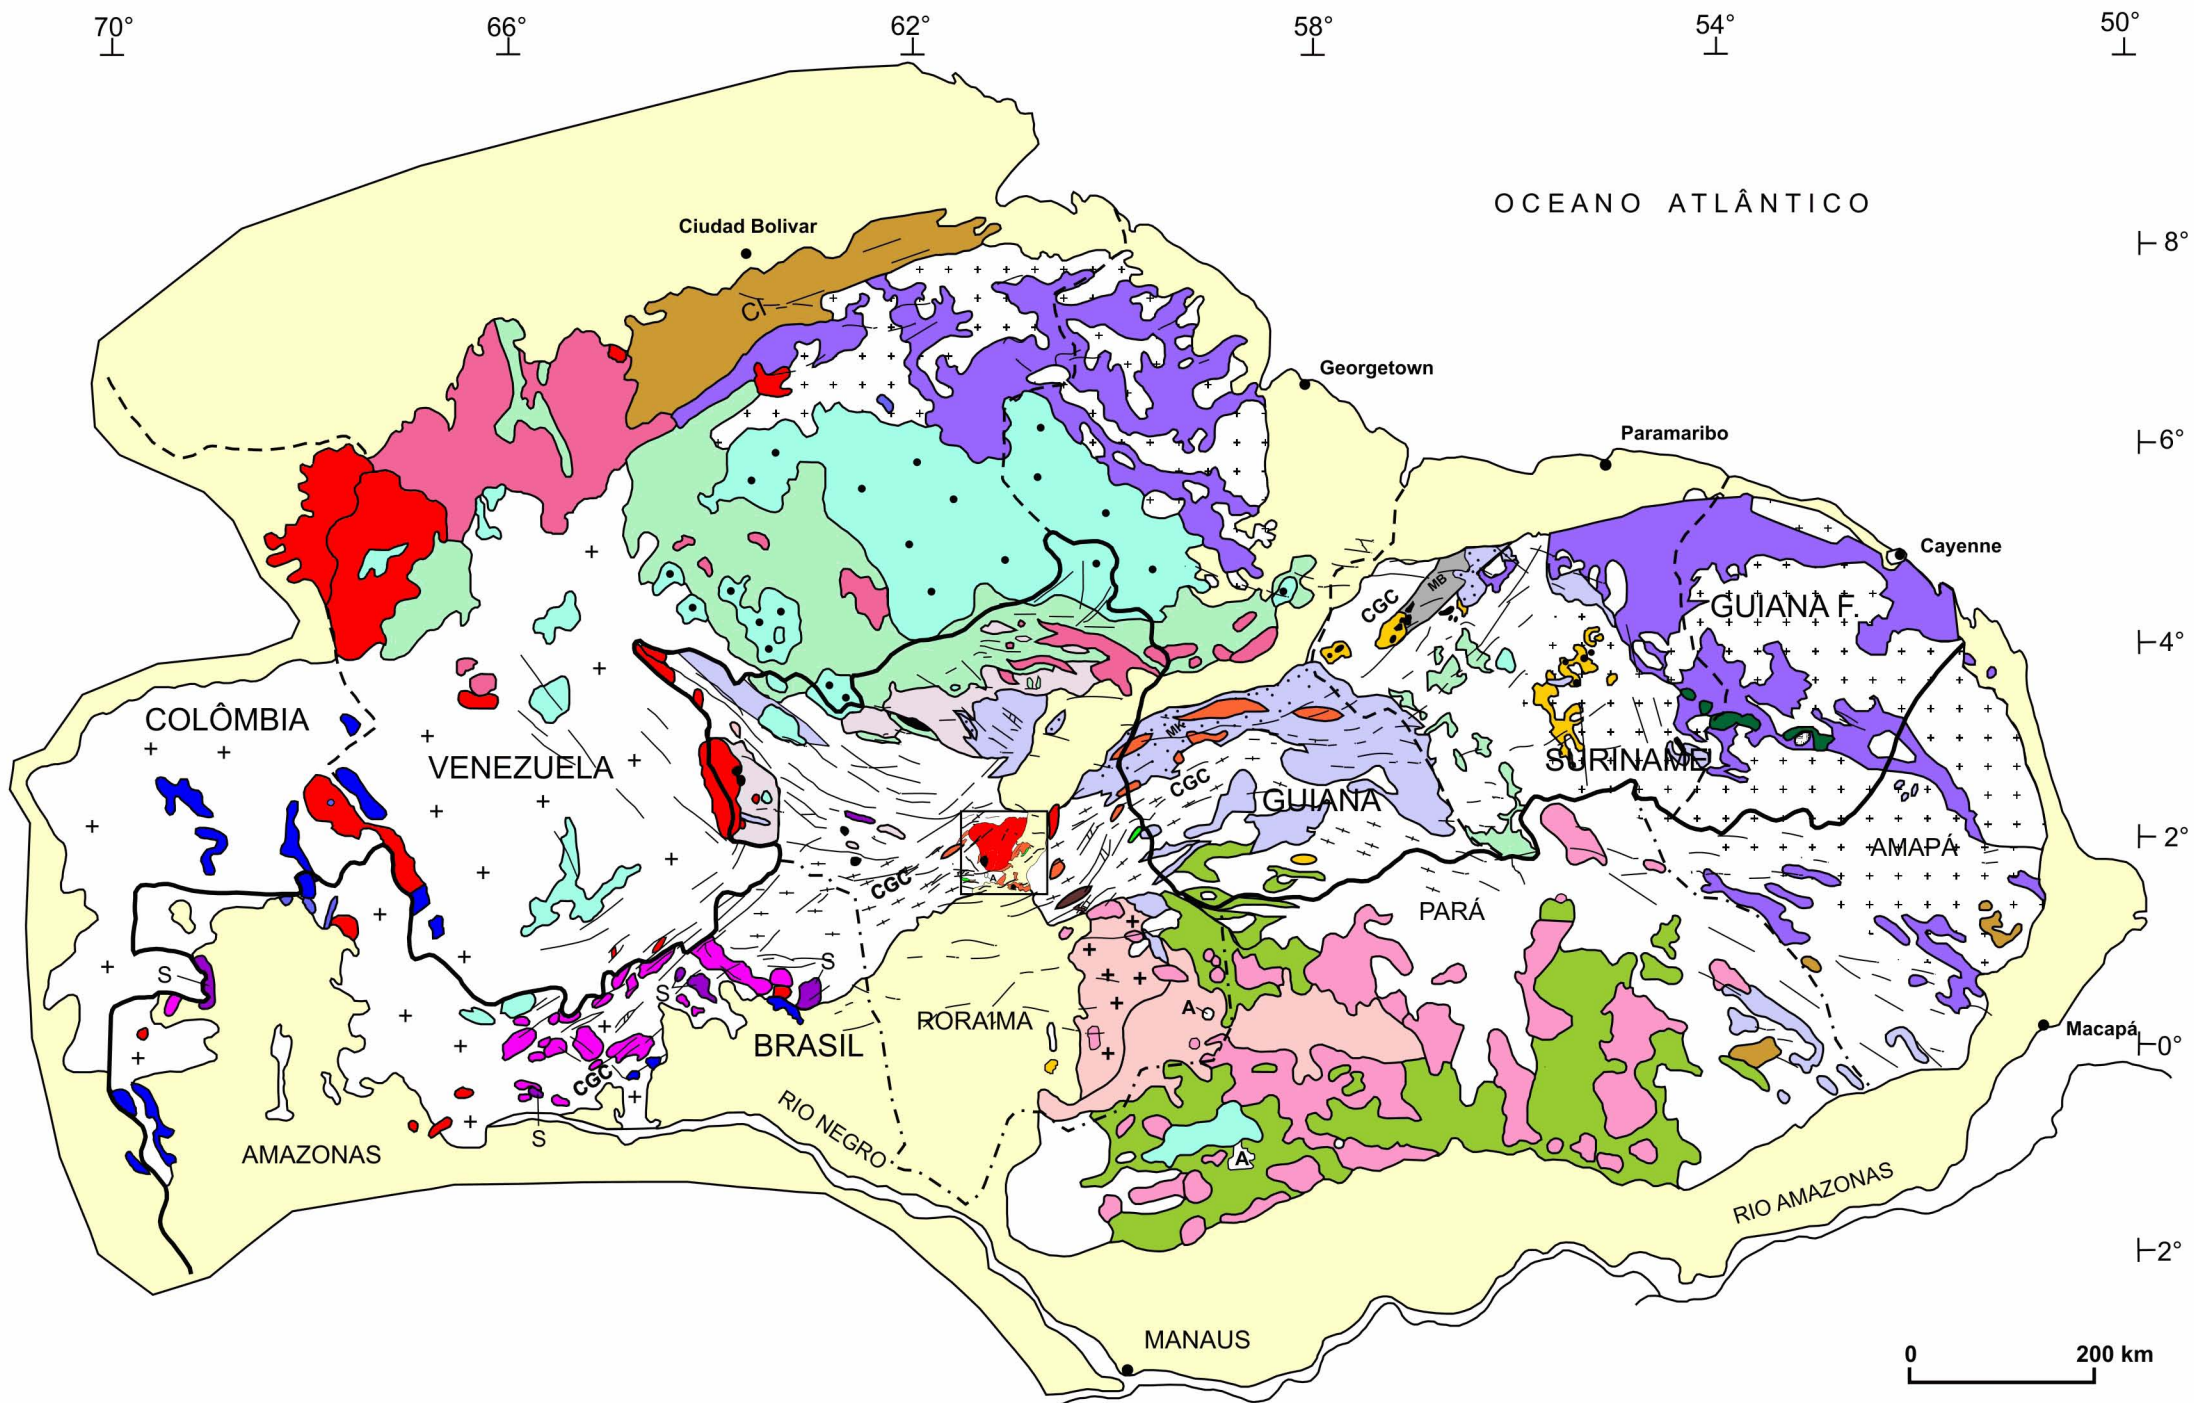 70°
66°
62°
58°
54°
50°
OCEANO ATLÂNTICO
Ciudad Bolivar
8°
CI
Georgetown
Paramaribo
6°
Cayenne
MB
CGC
GUIANA F.
4°
COLÔMBIA
MK
VENEZUELA
SURINAME
CGC
GUIANA
2°
AMAPÁ
CGC
A
PARÁ
S
S
S
A
RORAIMA
BRASIL
Macapá
0°
CGC
RIO NEGRO
S
AMAZONAS
A
RIO AMAZONAS
2°
MANAUS
0
200 km